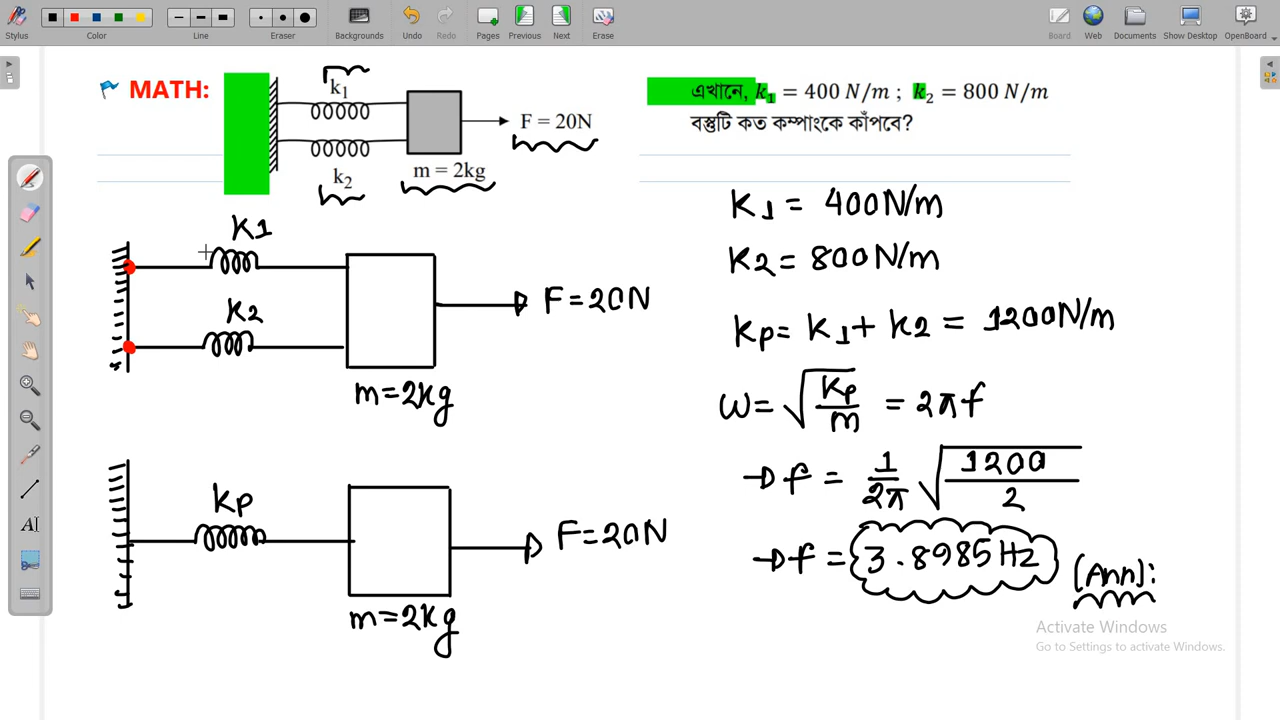 Stylus
Color
Line
Eraser
Backgrounds
Undo
Redo
Pages
Previous
Next
Erase
Board
Web
Documents
Show Desktop
OpenBoard
MATH:
k1
F = 20N
k2
m = 2kg
এখানে, k1 = 400 N/m ; k2 = 800 N/m
বস্তুটি কত কম্পাংকে কাঁপবে?
K1
K2
F = 20N
m = 2kg
Kp
F = 20N
m = 2kg
K1 = 400N/m
K2 = 800N/m
Kp = K1 + K2 = 1200N/m
ω = √(Kp/m) = 2πf
→ f = 1/2π √(1200/2)
→ f = 3.8985 Hz (Ann):
Activate Windows
Go to Settings to activate Windows.